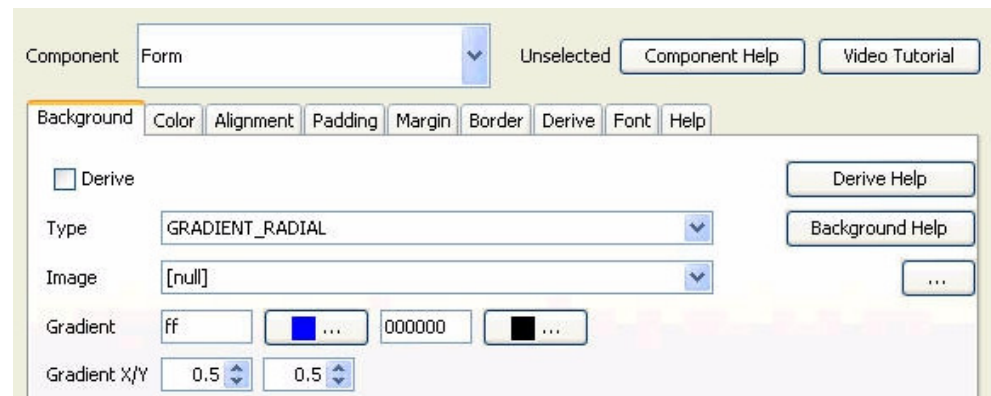 Component Form Unselected Component Help Video Tutorial
Background Color Alignment Padding Margin Border Derive Font Help
Derive Derive Help
Type GRADIENT_RADIAL Background Help
Image [null] ...
Gradient ff ... 000000 ...
Gradient X/Y 0.5 0.5